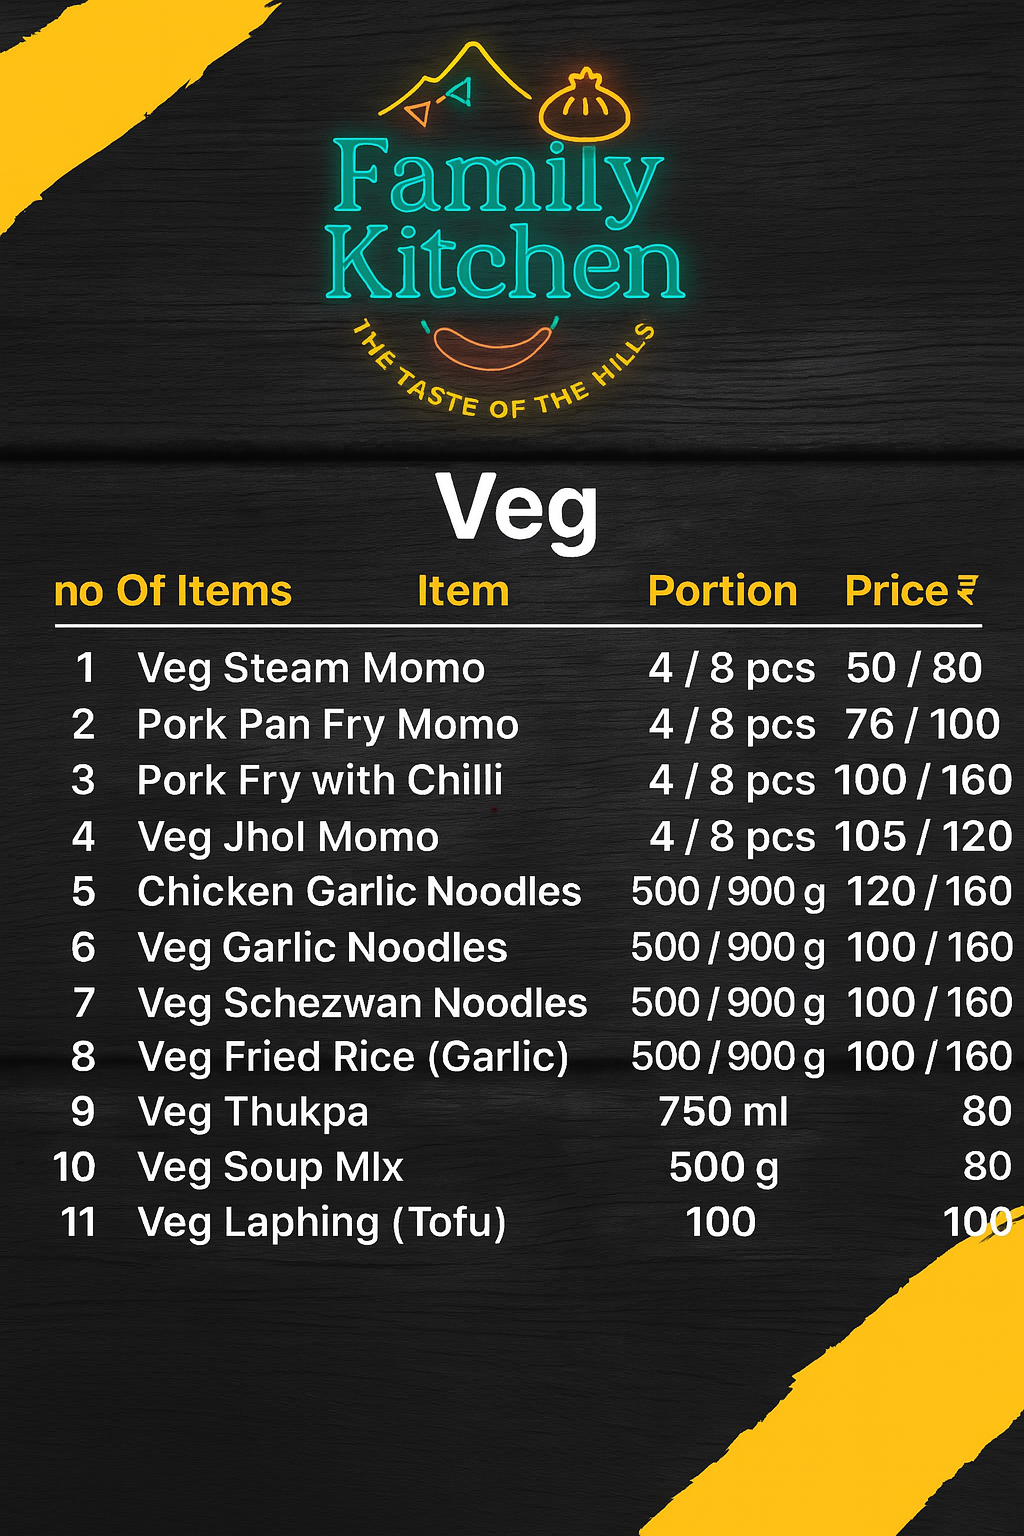 Family
Kitchen
THE TASTE OF THE HILLS
Veg
no Of Items Item Portion Price ₹
1 Veg Steam Momo 4 / 8 pcs 50 / 80
2 Pork Pan Fry Momo 4 / 8 pcs 76 / 100
3 Pork Fry with Chilli 4 / 8 pcs 100 / 160
4 Veg Jhol Momo 4 / 8 pcs 105 / 120
5 Chicken Garlic Noodles 500 / 900 g 120 / 160
6 Veg Garlic Noodles 500 / 900 g 100 / 160
7 Veg Schezwan Noodles 500 / 900 g 100 / 160
8 Veg Fried Rice (Garlic) 500 / 900 g 100 / 160
9 Veg Thukpa 750 ml 80
10 Veg Soup MIx 500 g 80
11 Veg Laphing (Tofu) 100 100